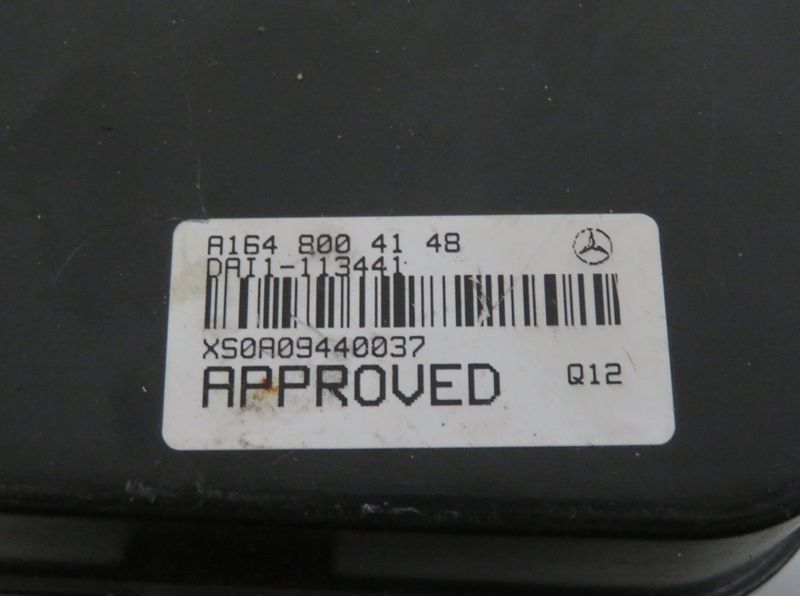 A164 800 41 48
DAI1-113441
XS0A09440037
APPROVED Q12